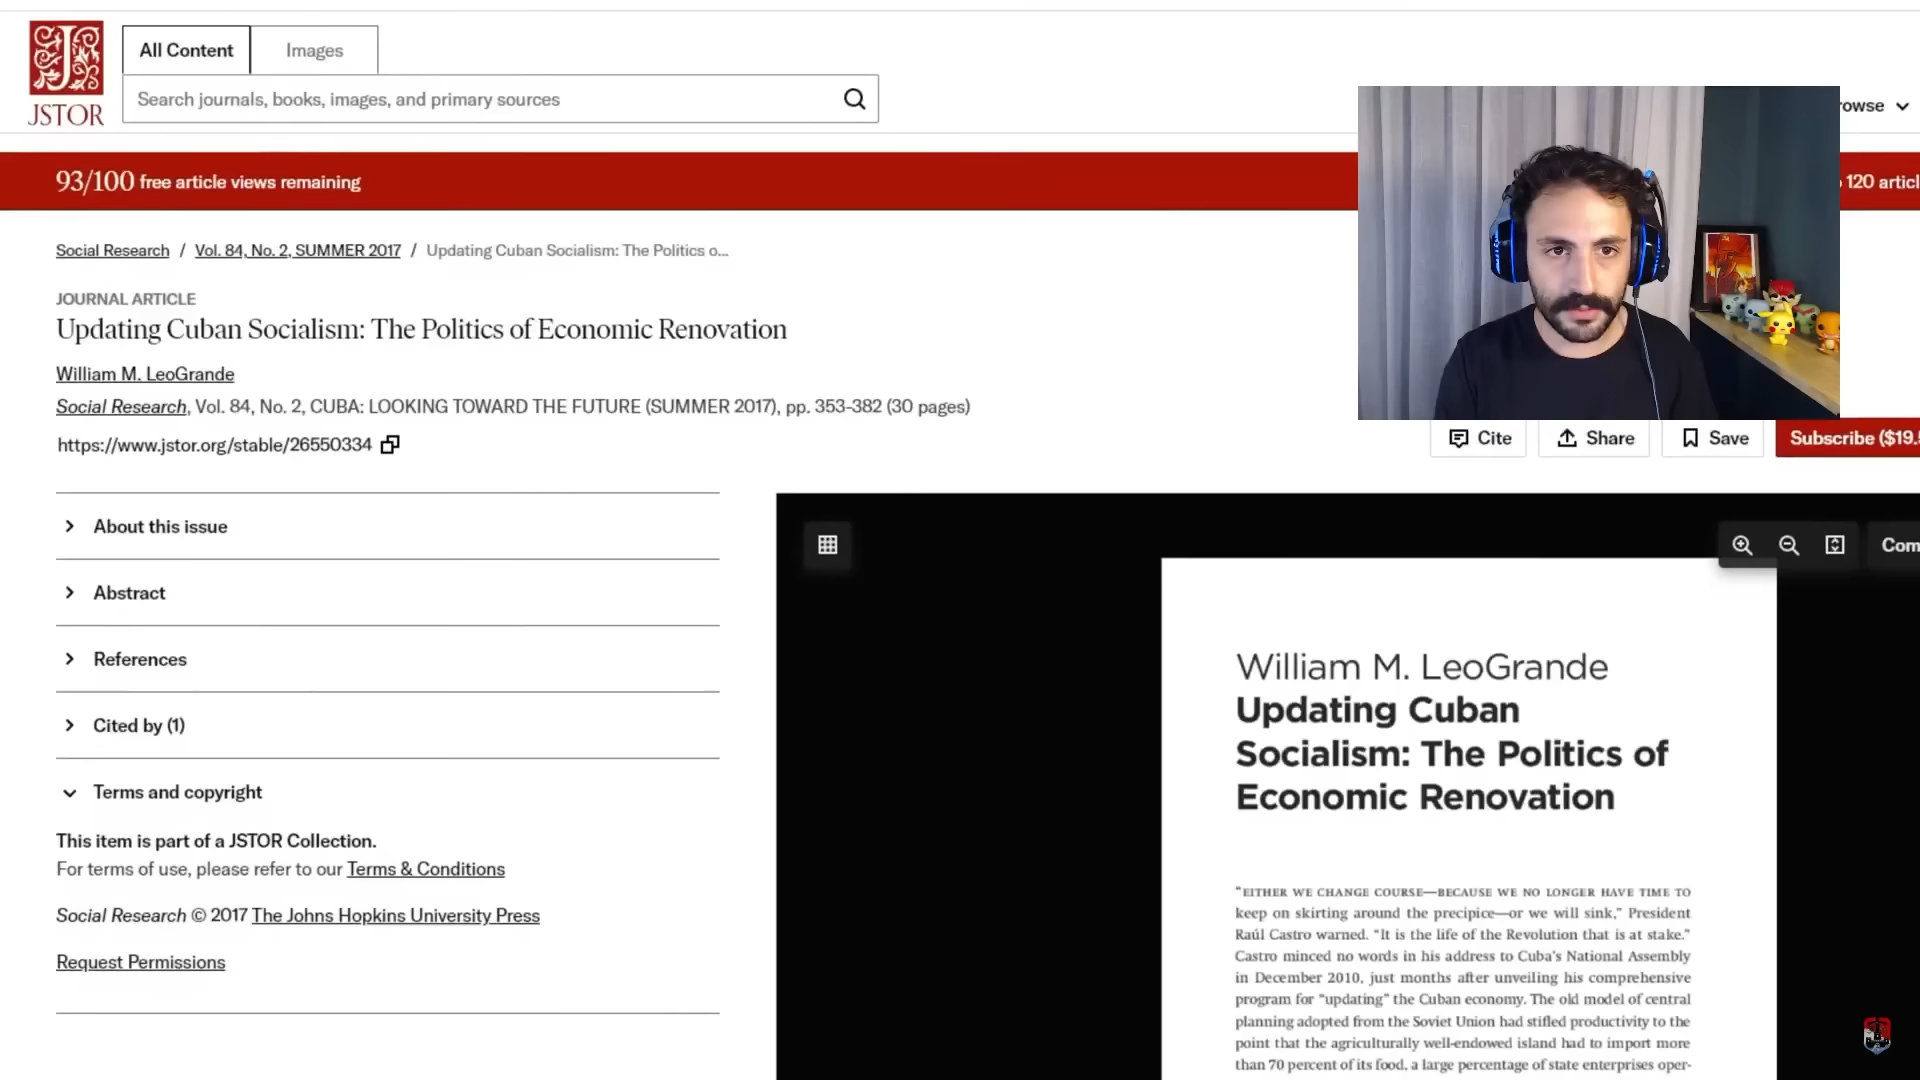 All Content
Images
JSTOR
Search journals, books, images, and primary sources
rowse
93/100 free article views remaining
120 articl
Social Research / Vol. 84, No. 2, SUMMER 2017 / Updating Cuban Socialism: The Politics o...
JOURNAL ARTICLE
Updating Cuban Socialism: The Politics of Economic Renovation
William M. LeoGrande
Social Research, Vol. 84, No. 2, CUBA: LOOKING TOWARD THE FUTURE (SUMMER 2017), pp. 353-382 (30 pages)
https://www.jstor.org/stable/26550334
Cite
Share
Save
Subscribe ($19.5
About this issue
Abstract
References
Cited by (1)
Terms and copyright
This item is part of a JSTOR Collection.
For terms of use, please refer to our Terms & Conditions
Social Research © 2017 The Johns Hopkins University Press
Request Permissions
Com
William M. LeoGrande
Updating Cuban
Socialism: The Politics of
Economic Renovation
“EITHER WE CHANGE COURSE—BECAUSE WE NO LONGER HAVE TIME TO
keep on skirting around the precipice—or we will sink,” President
Raúl Castro warned. “It is the life of the Revolution that is at stake.”
Castro minced no words in his address to Cuba’s National Assembly
in December 2010, just months after unveiling his comprehensive
program for “updating” the Cuban economy. The old model of central
planning adopted from the Soviet Union had stifled productivity to the
point that the agriculturally well-endowed island had to import more
than 70 percent of its food, a large percentage of state enterprises oper-